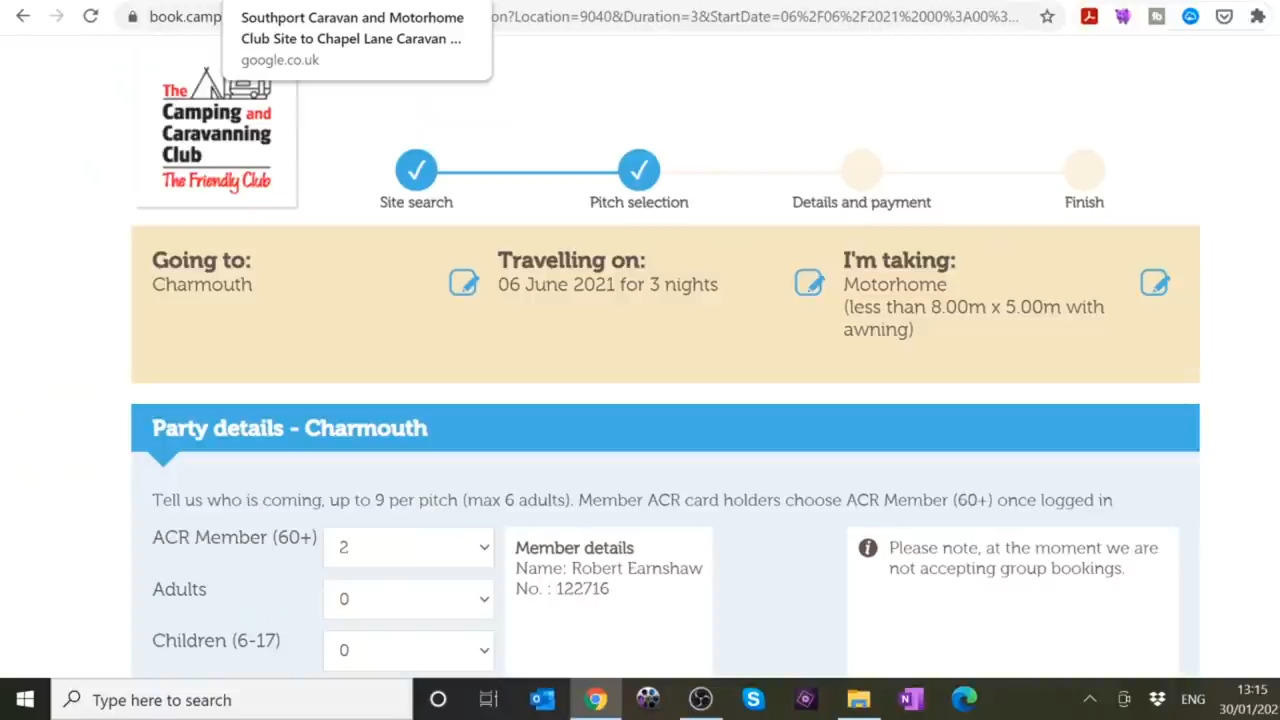 book.camp
Southport Caravan and Motorhome
Club Site to Chapel Lane Caravan ...
google.co.uk
on?Location=9040&Duration=3&StartDate=06%2F06%2F2021%2000%3A00%3...
The
Camping and
Caravanning
Club
The Friendly Club
Site search
Pitch selection
Details and payment
Finish
Going to:
Charmouth
Travelling on:
06 June 2021 for 3 nights
I'm taking:
Motorhome
(less than 8.00m x 5.00m with
awning)
Party details - Charmouth
Tell us who is coming, up to 9 per pitch (max 6 adults). Member ACR card holders choose ACR Member (60+) once logged in
ACR Member (60+)
2
Adults
0
Children (6-17)
0
Member details
Name: Robert Earnshaw
No. : 122716
Please note, at the moment we are
not accepting group bookings.
Type here to search
ENG
13:15
30/01/202